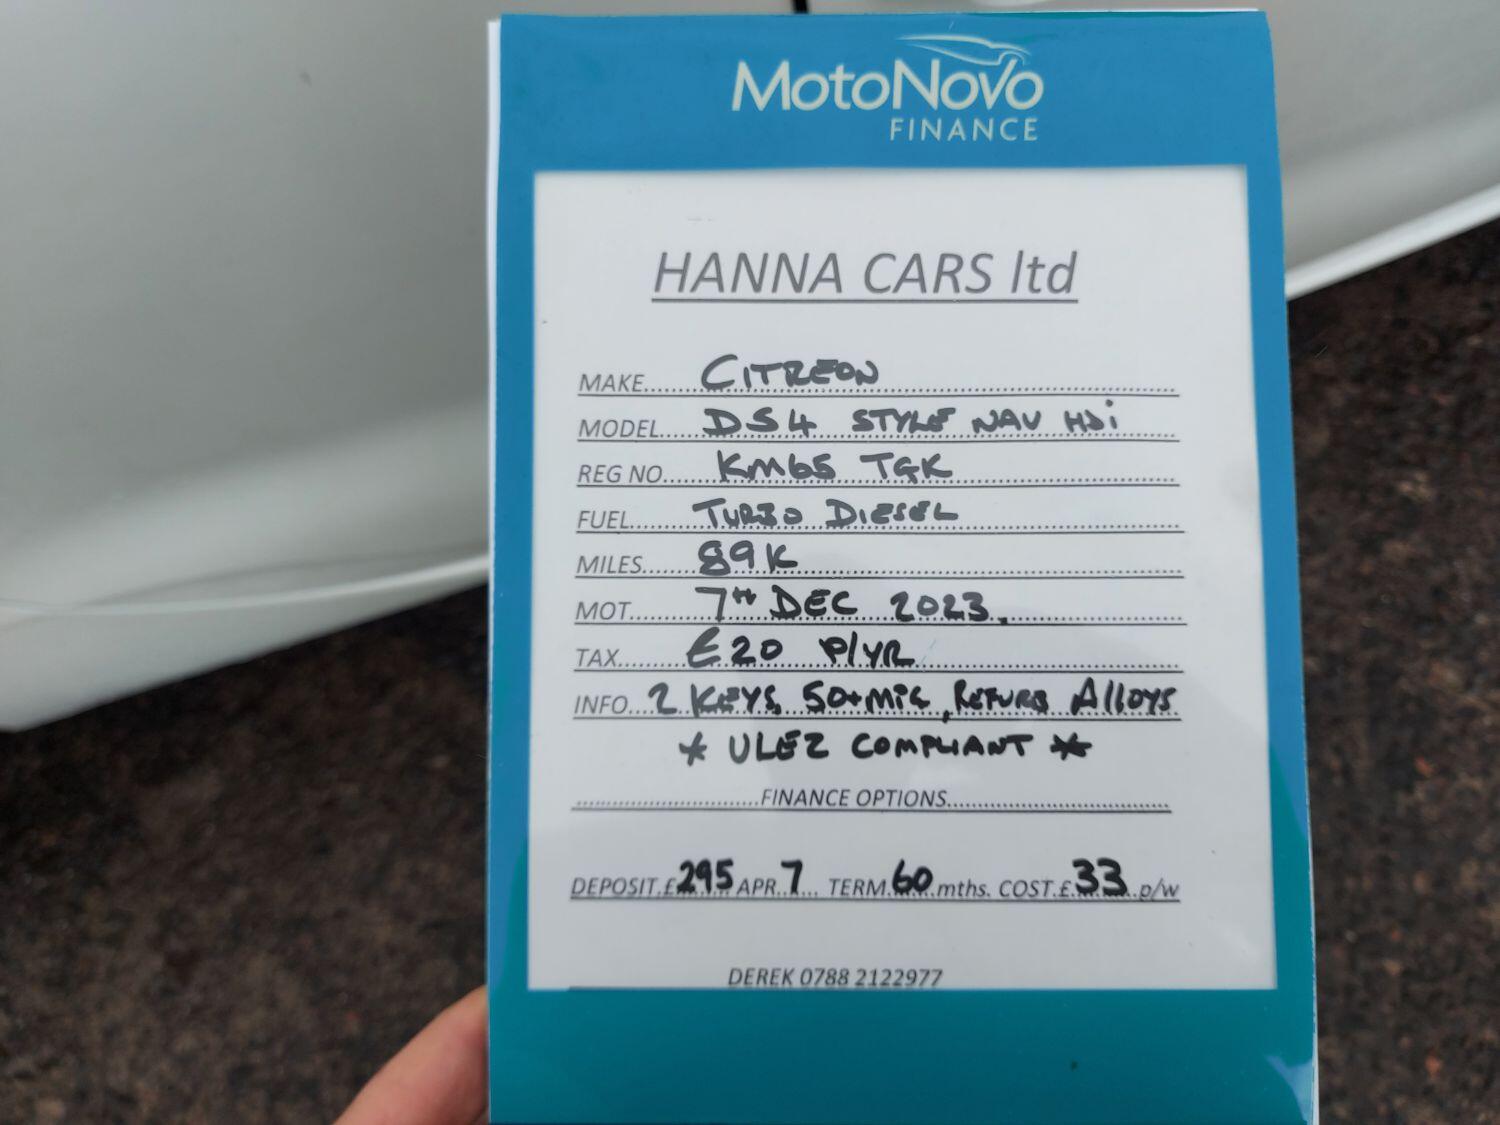 MotoNovo
FINANCE
HANNA CARS ltd
MAKE...... CITREON
MODEL...... DS4 STYLE NAV HDi
REG NO...... KM65 TGK
FUEL...... TURBO DIESEL
MILES...... 89K
MOT...... 7TH DEC 2023.
TAX...... £20 P/YR
INFO... 2 KEYS, 50+MPG, REFURB AllOYS
* ULEZ COMPLIANT *
......FINANCE OPTIONS......
DEPOSIT.£295 APR..7... TERM.60.mths. COST.£.33..p/w
DEREK 0788 2122977